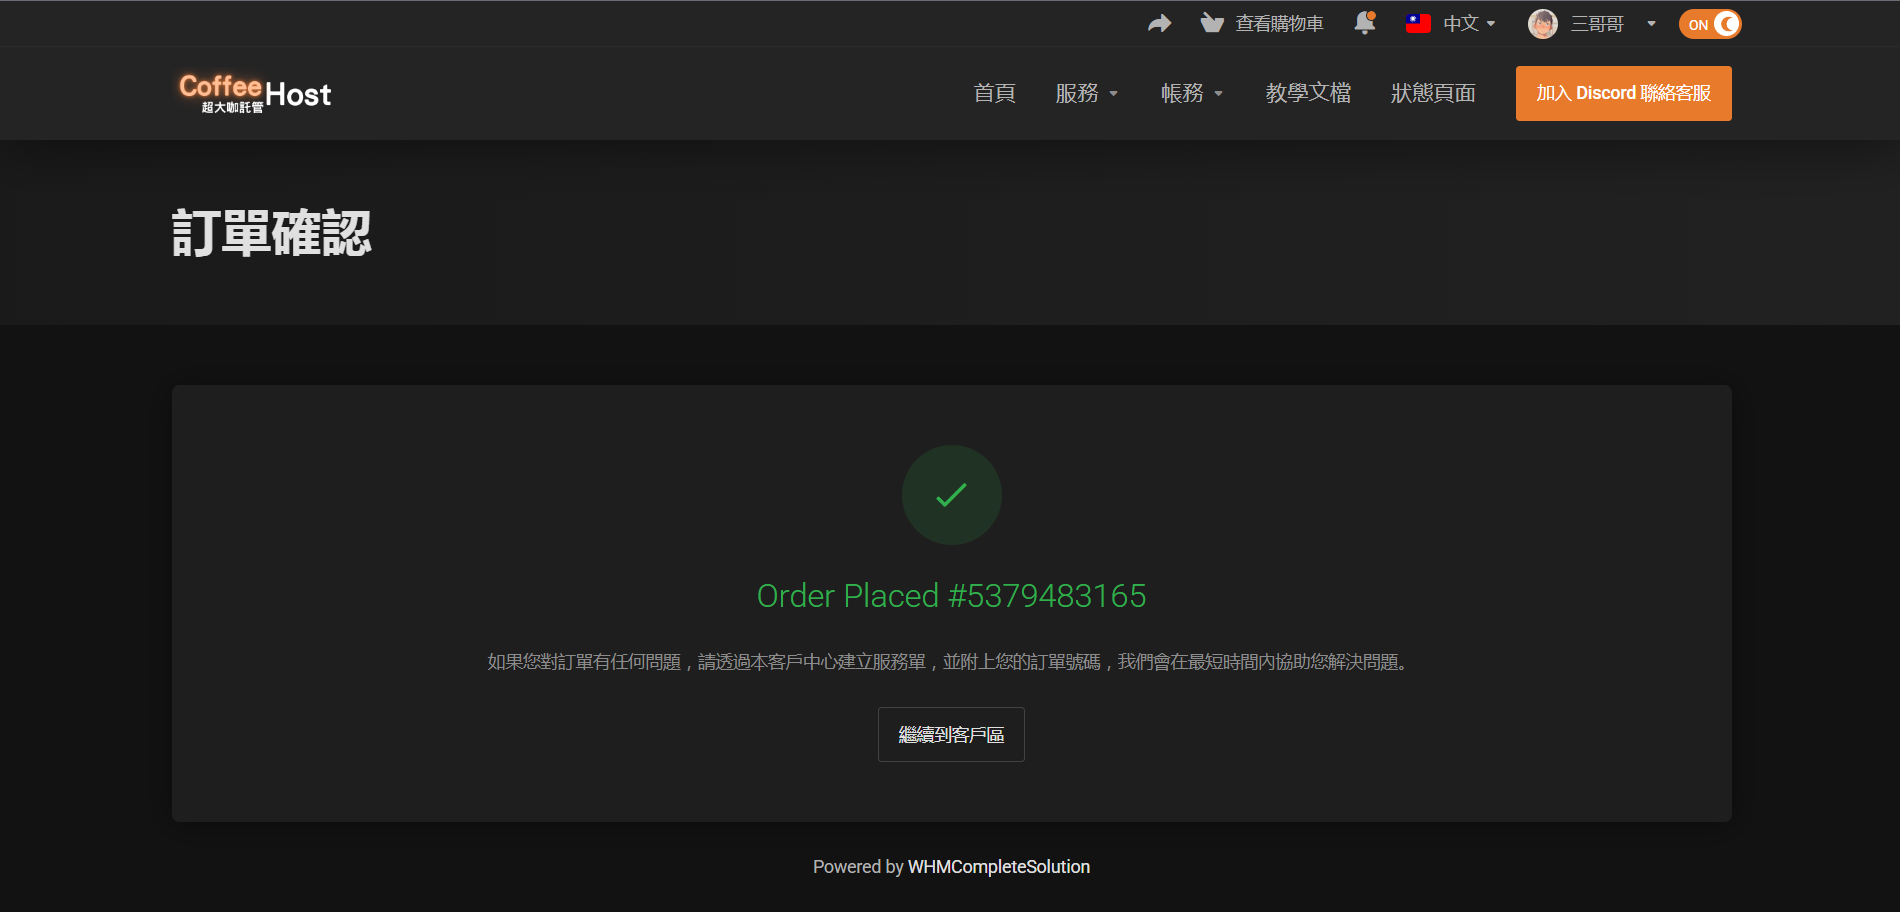 查看購物車
中文
三哥哥
ON
Coffee Host
超大咖託管
首頁
服務
帳務
教學文檔
狀態頁面
加入 Discord 聯絡客服
訂單確認
Order Placed #5379483165
如果您對訂單有任何問題，請透過本客戶中心建立服務單，並附上您的訂單號碼，我們會在最短時間內協助您解決問題。
繼續到客戶區
Powered by WHMCompleteSolution